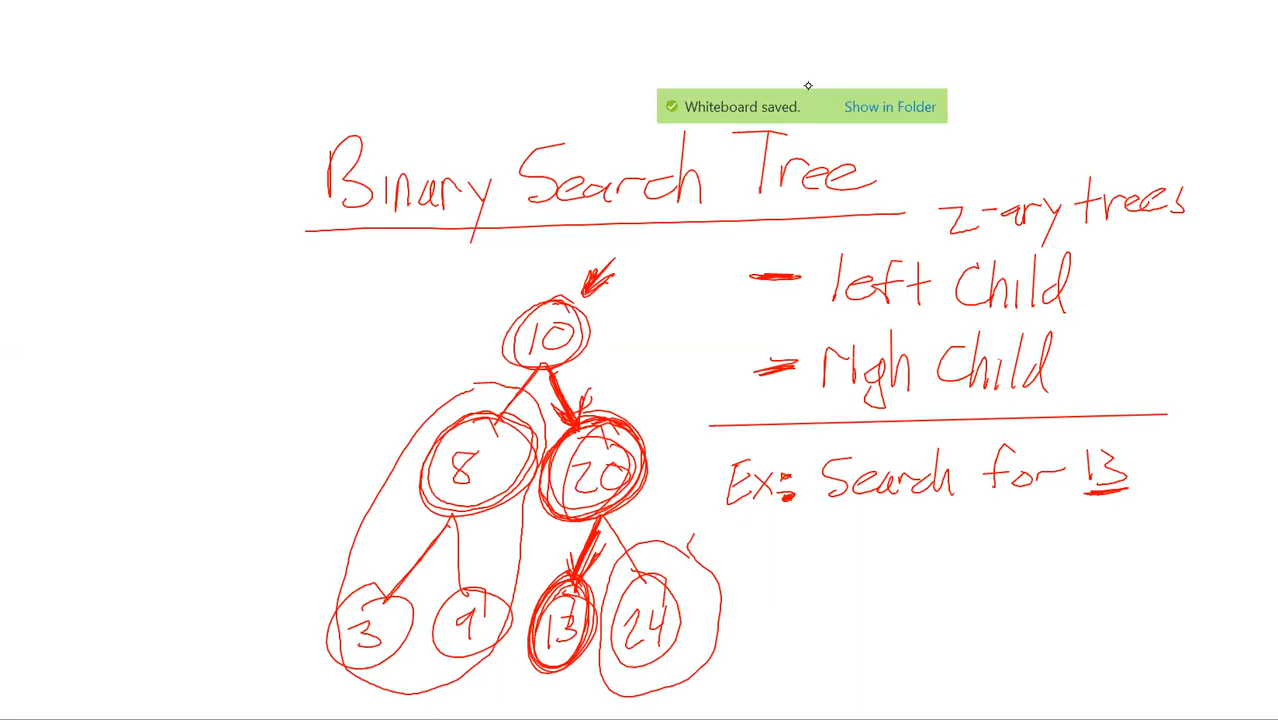 Whiteboard saved. Show in Folder
Binary Search Tree
2-ary trees
- left Child
- righ Child
10
8 20
Ex: Search for 13
3 9 13 24